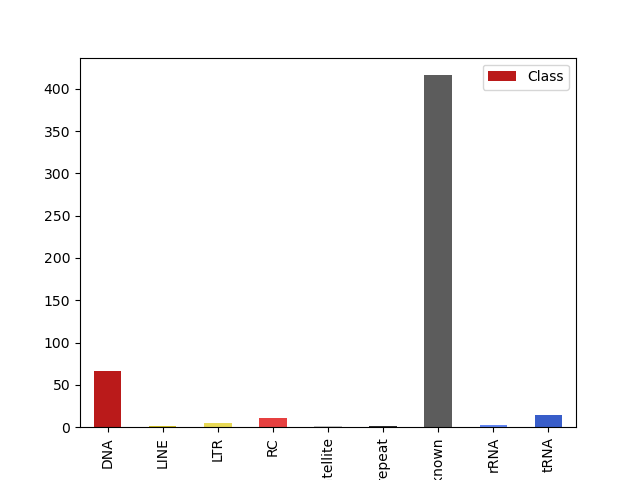 Class
400
350
300
250
200
150
100
50
0
DNA
LINE
LTR
RC
tellite
repeat
known
rRNA
tRNA